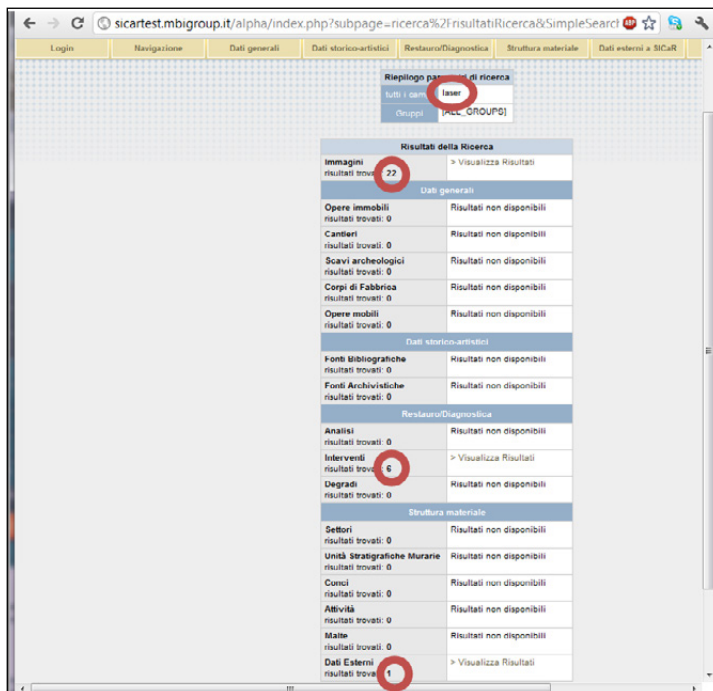 sicartest.mbigroup.it/alpha/index.php?subpage=ricerca%2FrisultatiRicerca&SimpleSearch
Login Navigazione Dati generali Dati storico-artistici Restauro/Diagnostica Struttura materiale Dati esterni a SICaR
Riepilogo di ricerca
tutti i laser
Gruppi [ALL_GROUPS]
Risultati della Ricerca
Immagini > Visualizza Risultati
risultati 22
Dati generali
Opere immobili Risultati non disponibili
risultati trovati: 0
Cantieri Risultati non disponibili
risultati trovati: 0
Scavi archeologici Risultati non disponibili
risultati trovati: 0
Corpi di Fabbrica Risultati non disponibili
risultati trovati: 0
Opere mobili Risultati non disponibili
risultati trovati: 0
Dati storico-artistici
Fonti Bibliografiche Risultati non disponibili
risultati trovati: 0
Fonti Archivistiche Risultati non disponibili
risultati trovati: 0
Restauro/Diagnostica
Analisi Risultati non disponibili
risultati trovati: 0
Interventi > Visualizza Risultati
risultati 6
Degradi Risultati non disponibili
risultati trovati: 0
Struttura materiale
Settori Risultati non disponibili
risultati trovati: 0
Unità Stratigrafiche Murarie Risultati non disponibili
risultati trovati: 0
Conci Risultati non disponibili
risultati trovati: 0
Attività Risultati non disponibili
risultati trovati: 0
Malte Risultati non disponibili
risultati trovati: 0
Dati Esterni > Visualizza Risultati
risultati 1